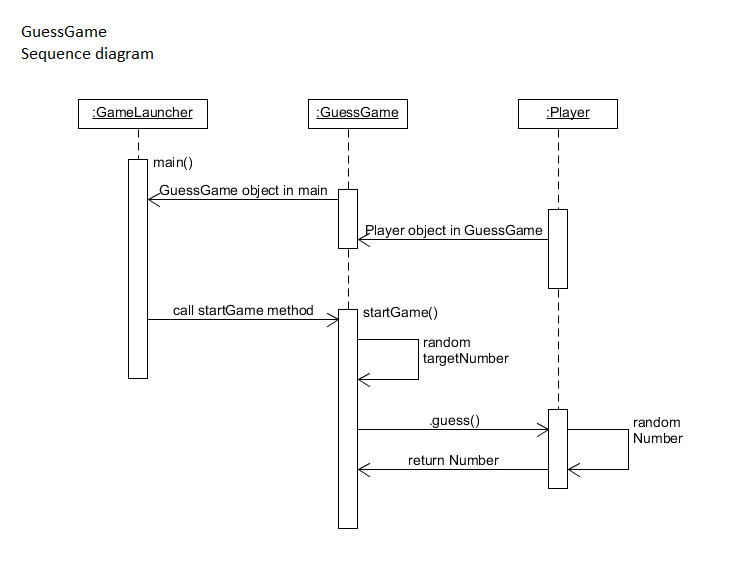 GuessGame
Sequence diagram
:GameLauncher
:GuessGame
:Player
main()
GuessGame object in main
Player object in GuessGame
call startGame method
startGame()
random
targetNumber
.guess()
random
Number
return Number